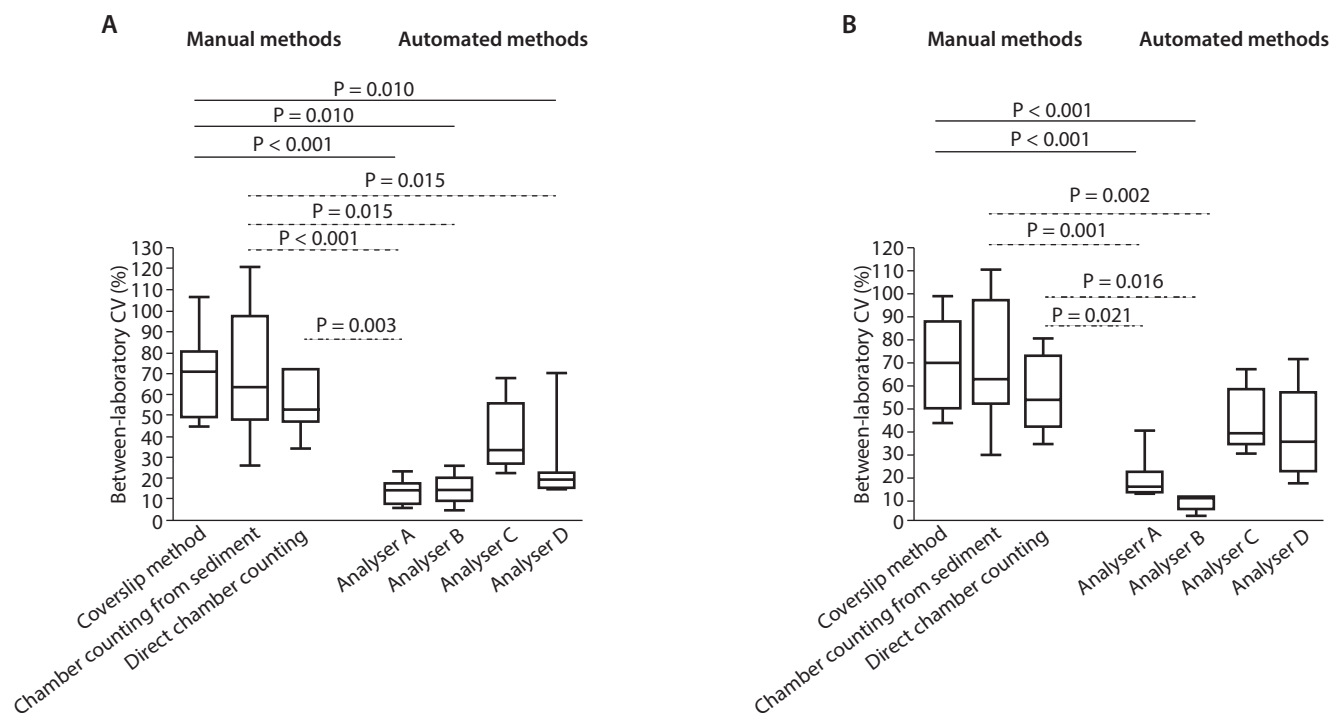 A
Manual methods
Automated methods
P = 0.010
P = 0.010
P < 0.001
P = 0.015
P = 0.015
P < 0.001
P = 0.003
Between-laboratory CV (%)
130
120
110
100
90
80
70
60
50
40
30
20
10
0
Coverslip method
Chamber counting from sediment
Direct chamber counting
Analyser A
Analyser B
Analyser C
Analyser D
B
Manual methods
Automated methods
P < 0.001
P < 0.001
P = 0.002
P = 0.001
P = 0.016
P = 0.021
Between-laboratory CV (%)
120
110
100
90
80
70
60
50
40
30
20
10
0
Coverslip method
Chamber counting from sediment
Direct chamber counting
Analyserr A
Analyser B
Analyser C
Analyser D